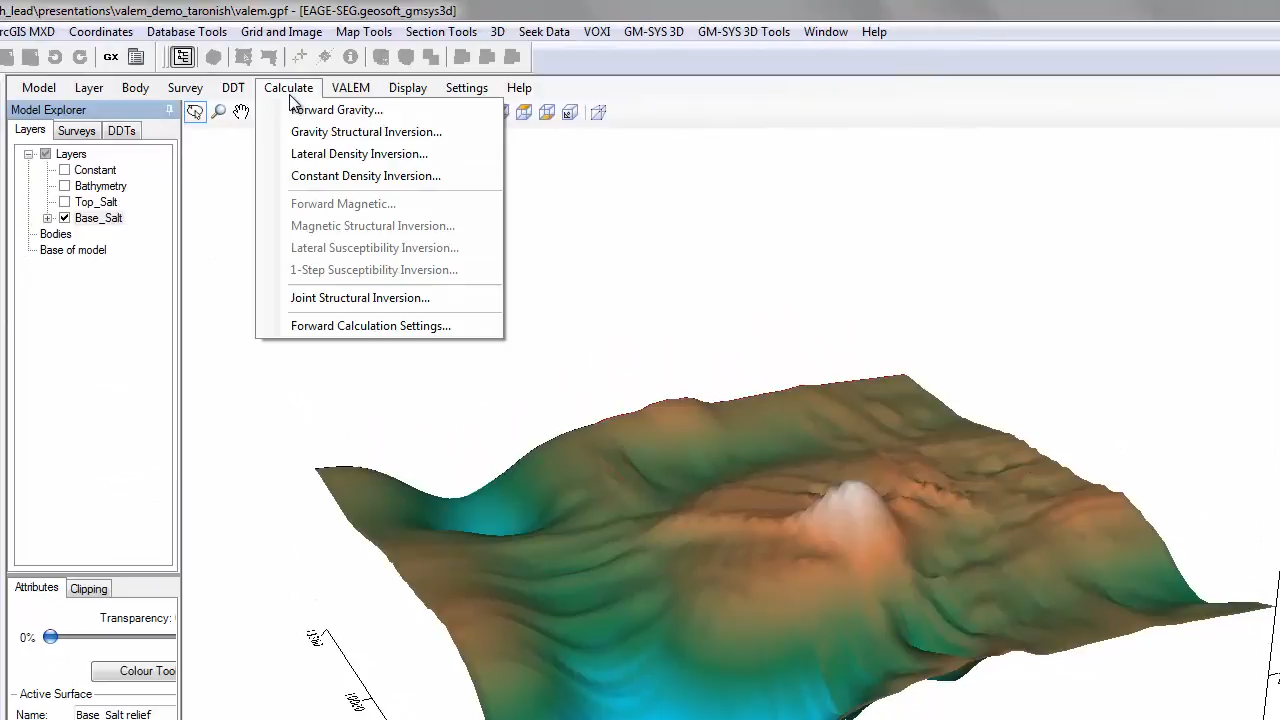 h_lead\presentations\valem_demo_taronish\valem.gpf - [EAGE-SEG.geosoft_gmsys3d]
rcGIS MXD Coordinates Database Tools Grid and Image Map Tools Section Tools 3D Seek Data VOXI GM-SYS 3D GM-SYS 3D Tools Window Help
GX
Model Layer Body Survey DDT Calculate VALEM Display Settings Help
Model Explorer
Layers Surveys DDTs
Layers
Constant
Bathymetry
Top_Salt
Base_Salt
Bodies
Base of model
Forward Gravity...
Gravity Structural Inversion...
Lateral Density Inversion...
Constant Density Inversion...
Forward Magnetic...
Magnetic Structural Inversion...
Lateral Susceptibility Inversion...
1-Step Susceptibility Inversion...
Joint Structural Inversion...
Forward Calculation Settings...
Attributes Clipping
Transparency:
0%
Colour Too
Active Surface
Name: Base_Salt relief